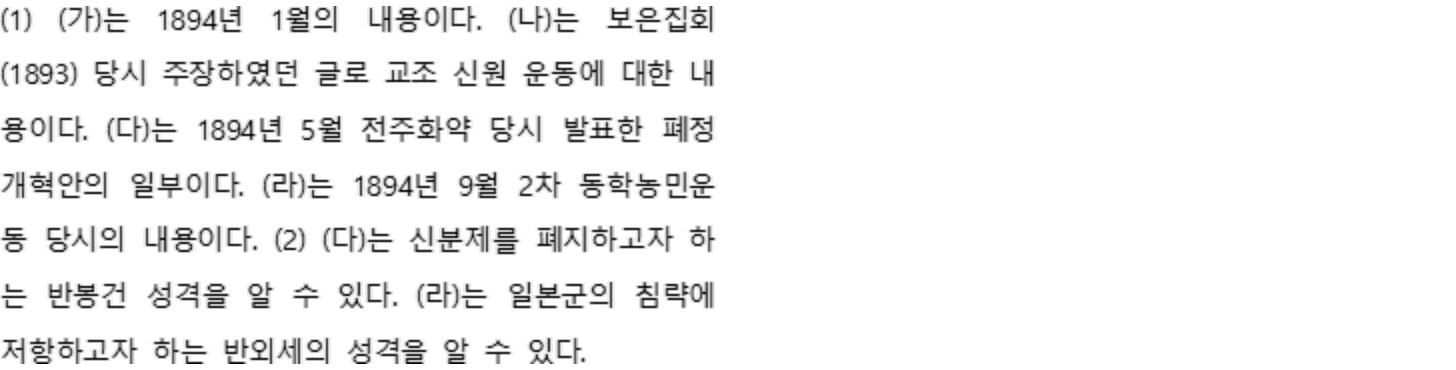 (1) (가)는 1894년 1월의 내용이다. (나)는 보은집회
(1893) 당시 주장하였던 글로 교조 신원 운동에 대한 내
용이다. (다)는 1894년 5월 전주화약 당시 발표한 폐정
개혁안의 일부이다. (라)는 1894년 9월 2차 동학농민운
동 당시의 내용이다. (2) (다)는 신분제를 폐지하고자 하
는 반봉건 성격을 알 수 있다. (라)는 일본군의 침략에
저항하고자 하는 반외세의 성격을 알 수 있다.